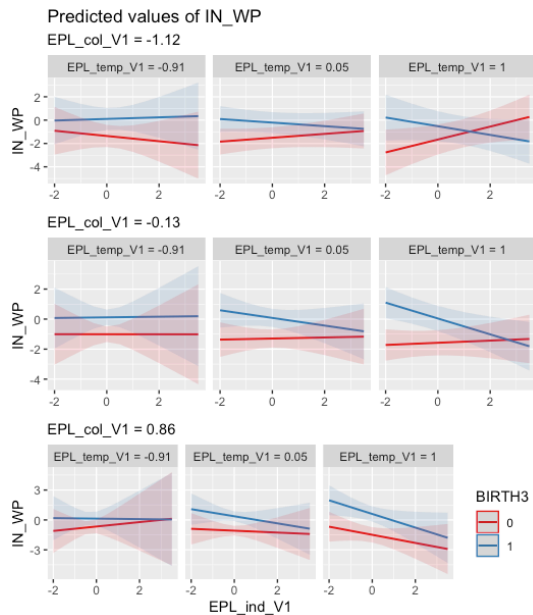 Predicted values of IN_WP
EPL_col_V1 = -1.12
EPL_temp_V1 = -0.91 EPL_temp_V1 = 0.05 EPL_temp_V1 = 1
IN_WP
2
0
-2
-4
-2 0 2 -2 0 2 -2 0 2
EPL_col_V1 = -0.13
EPL_temp_V1 = -0.91 EPL_temp_V1 = 0.05 EPL_temp_V1 = 1
IN_WP
2
0
-2
-4
-2 0 2 -2 0 2 -2 0 2
EPL_col_V1 = 0.86
EPL_temp_V1 = -0.91 EPL_temp_V1 = 0.05 EPL_temp_V1 = 1
IN_WP
3
0
-3
-2 0 2 -2 0 2 -2 0 2
EPL_ind_V1
BIRTH3
0
1